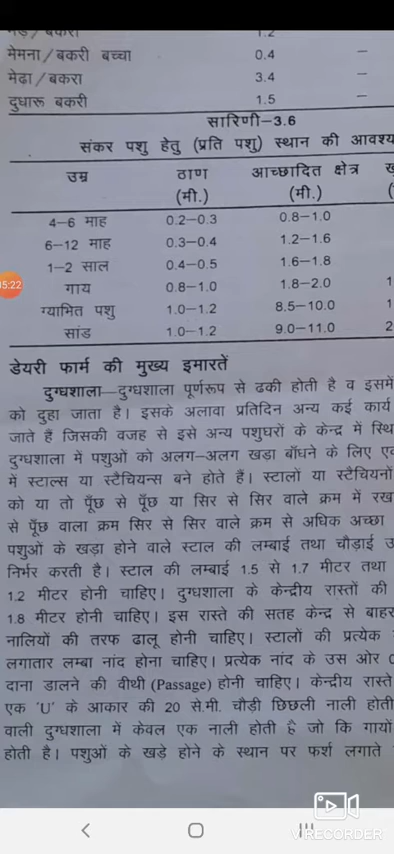 मेमना/बकरी बच्चा 0.4 –
मेढा/बकरा 3.4 –
दुधारू बकरी 1.5 –
सारिणी–3.6
संकर पशु हेतु (प्रति पशु) स्थान की
उम्र ठाण आच्छादित क्षेत्र
(मी.) (मी.)
4–6 माह 0.2–0.3 0.8–1.0
6–12 माह 0.3–0.4 1.2–1.6
1–2 साल 0.4–0.5 1.6–1.8
5:22
गाय 0.8–1.0 1.8–2.0
ग्याभित पशु 1.0–1.2 8.5–10.0
सांड 1.0–1.2 9.0–11.0
डेयरी फार्म की मुख्य इमारतें
दुग्धशाला–दुग्धशाला पूर्णरूप से ढकी होती है व इसमें
को दुहा जाता है। इसके अलावा प्रतिदिन अन्य कई कार्य
जाते हैं जिसकी वजह से इसे अन्य पशुघरों के केन्द्र में
दुग्धशाला में पशुओं को अलग–अलग खडा बाँधने के लिए
में स्टाल्स या स्टैचियन्स बने होते हैं। स्टालों या स्टैचियनों
को या तो पूँछ से पूँछ या सिर से सिर वाले क्रम में
से पूँछ वाला क्रम सिर से सिर वाले क्रम से अधिक अच्छा
पशुओं के खड़ा होने वाले स्टाल की लम्बाई तथा चौड़ाई
निर्भर करती है। स्टाल की लम्बाई 1.5 से 1.7 मीटर तथा
1.2 मीटर होनी चाहिए। दुग्धशाला के केन्द्रीय रास्तों की
1.8 मीटर होनी चाहिए। इस रास्ते की सतह केन्द्र से बाहर
नालियों की तरफ ढालू होनी चाहिए। स्टालों की प्रत्येक
लगातार लम्बा नांद होना चाहिए। प्रत्येक नांद के उस ओर
दाना डालने की वीथी (Passage) होनी चाहिए। केन्द्रीय रास्ते
एक 'U' के आकार की 20 से.मी. चौड़ी छिछली नाली होती
वाली दुग्धशाला में केवल एक नाली होती है जो कि गायों
होती है। पशुओं के खड़े होने के स्थान पर फर्श लगाते
VIRECORDER